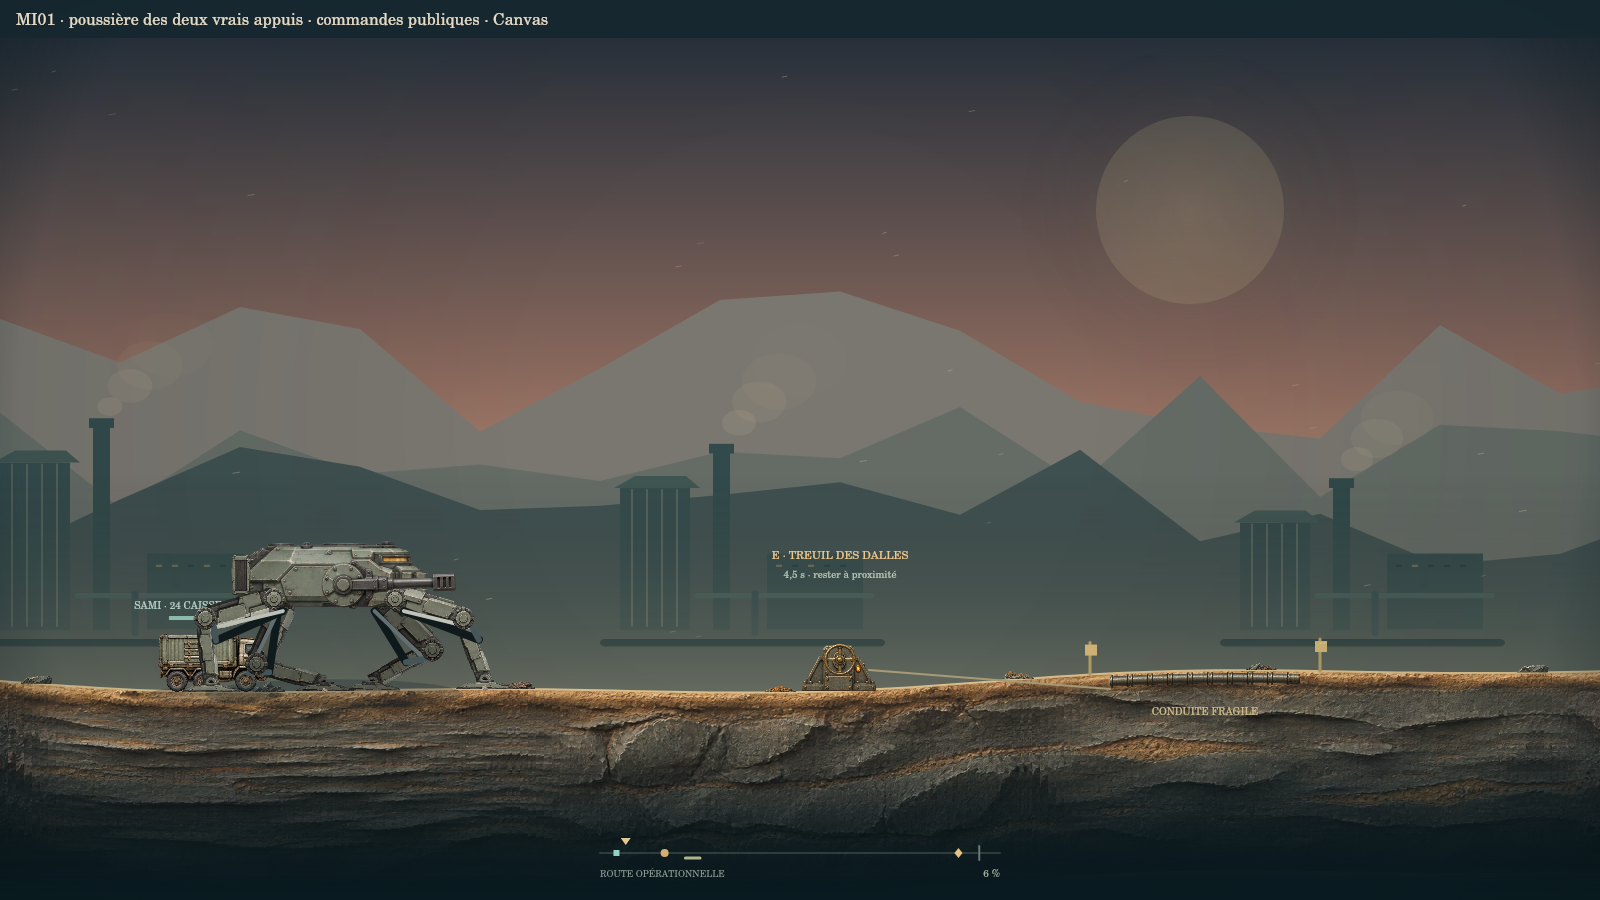 MI01 · poussière des deux vrais appuis · commandes publiques · Canvas
E · TREUIL DES DALLES
4,5 s · rester à proximité
SAMI · 24 CAISSE
CONDUITE FRAGILE
ROUTE OPÉRATIONNELLE
6 %